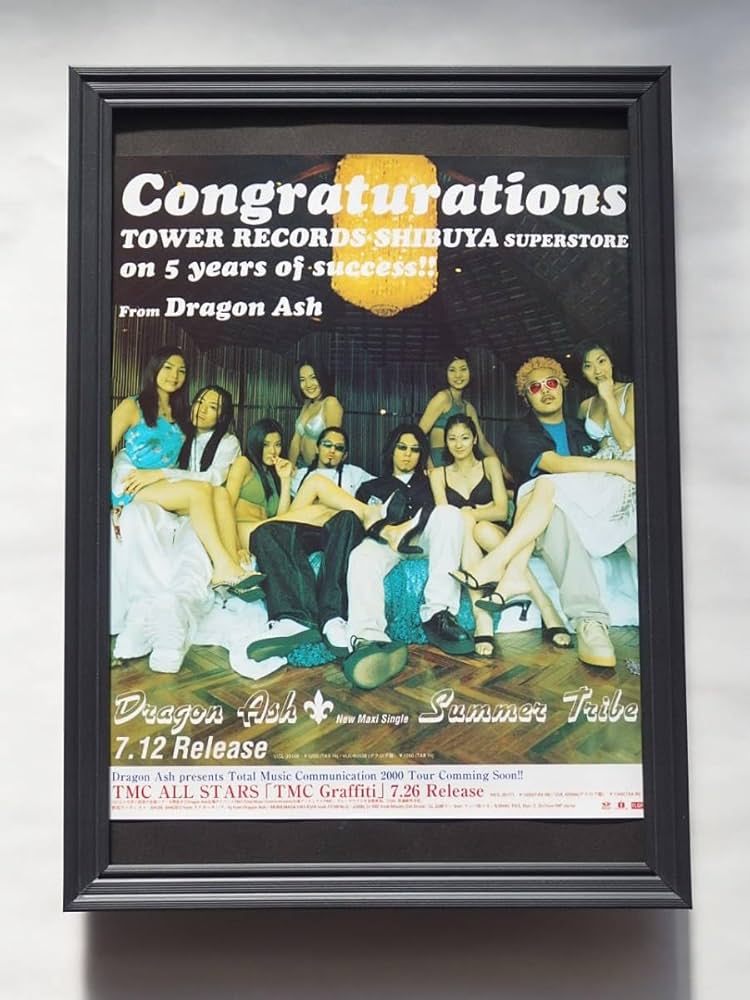 Congraturations
TOWER RECORDS SHIBUYA SUPERSTORE
on 5 years of success!!
From Dragon Ash
Dragon Ash New Maxi Single Summer Tribe
7.12 Release
Dragon Ash presents Total Music Communication 2000 Tour Comming Soon!!
TMC ALL STARS「TMC Graffiti」7.26 Release